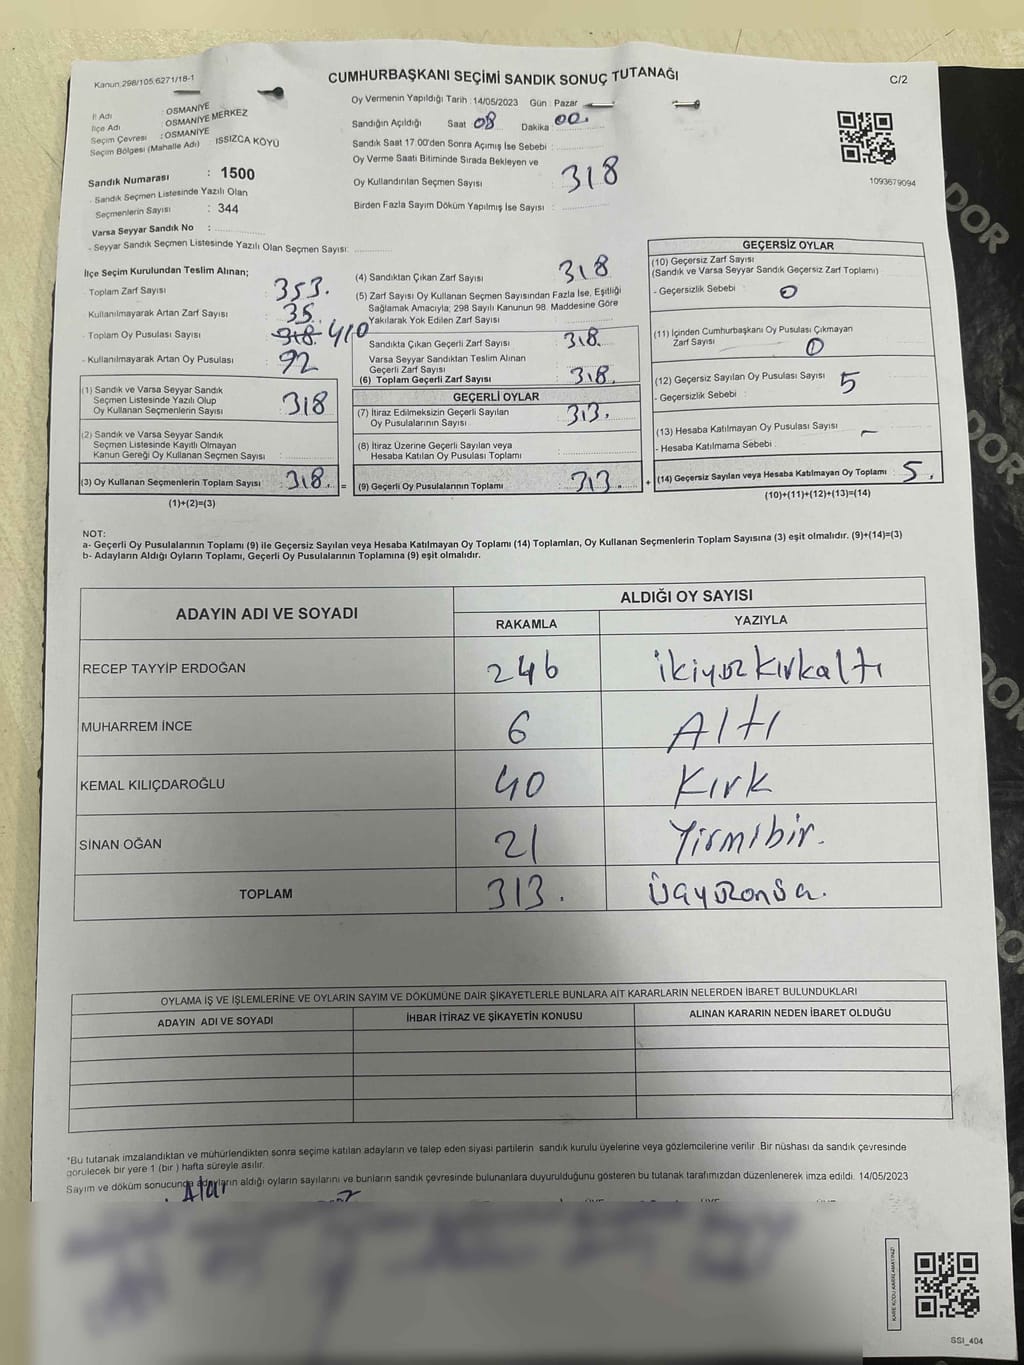 Kanun 298/105,6271/18-1
CUMHURBAŞKANI SEÇİMİ SANDIK SONUÇ TUTANAĞI
C/2
İl Adı : OSMANİYE
İlçe Adı : OSMANİYE MERKEZ
Seçim Çevresi : OSMANİYE
Seçim Bölgesi (Mahalle Adı) ISSIZCA KÖYÜ
Sandık Numarası : 1500
- Sandık Seçmen Listesinde Yazılı Olan
Seçmenlerin Sayısı : 344
Varsa Seyyar Sandık No :
- Seyyar Sandık Seçmen Listesinde Yazılı Olan Seçmen Sayısı:
Oy Vermenin Yapıldığı Tarih :14/05/2023 Gün : Pazar
Sandığın Açıldığı Saat 08 Dakika 00.
Sandık Saat 17.00'den Sonra Açımış İse Sebebi :
Oy Verme Saati Bitiminde Sırada Bekleyen ve
Oy Kullandırılan Seçmen Sayısı : 318
Birden Fazla Sayım Döküm Yapılmış İse Sayısı :
1093679094
İlçe Seçim Kurulundan Teslim Alınan;
- Toplam Zarf Sayısı : 353.
- Kullanılmayarak Artan Zarf Sayısı : 35.
- Toplam Oy Pusulası Sayısı : 318. 410
- Kullanılmayarak Artan Oy Pusulası : 92
(1) Sandık ve Varsa Seyyar Sandık
Seçmen Listesinde Yazılı Olup
Oy Kullanan Seçmenlerin Sayısı : 318
(2) Sandık ve Varsa Seyyar Sandık
Seçmen Listesinde Kayıtlı Olmayan
Kanun Gereği Oy Kullanan Seçmen Sayısı :
(3) Oy Kullanan Seçmenlerin Toplam Sayısı : 318. =
(1)+(2)=(3)
(4) Sandıktan Çıkan Zarf Sayısı : 318
(5) Zarf Sayısı Oy Kullanan Seçmen Sayısından Fazla İse, Eşitliği
Sağlamak Amacıyla; 298 Sayılı Kanunun 98. Maddesine Göre
Yakılarak Yok Edilen Zarf Sayısı :
Sandıkta Çıkan Geçerli Zarf Sayısı : 318.
Varsa Seyyar Sandıktan Teslim Alınan
Geçerli Zarf Sayısı
(6) Toplam Geçerli Zarf Sayısı : 318.
GEÇERLİ OYLAR
(7) İtiraz Edilmeksizin Geçerli Sayılan
Oy Pusulalarının Sayısı : 313.
(8) İtiraz Üzerine Geçerli Sayılan veya
Hesaba Katılan Oy Pusulası Toplamı :
(9) Geçerli Oy Pusulalarının Toplamı : 313. +
GEÇERSİZ OYLAR
(10) Geçersiz Zarf Sayısı
(Sandık ve Varsa Seyyar Sandık Geçersiz Zarf Toplamı)
- Geçersizlik Sebebi : 0
(11) İçinden Cumhurbaşkanı Oy Pusulası Çıkmayan
Zarf Sayısı : 0
(12) Geçersiz Sayılan Oy Pusulası Sayısı : 5
- Geçersizlik Sebebi :
(13) Hesaba Katılmayan Oy Pusulası Sayısı : -
- Hesaba Katılmama Sebebi :
(14) Geçersiz Sayılan veya Hesaba Katılmayan Oy Toplamı : 5.
(10)+(11)+(12)+(13)=(14)
NOT:
a- Geçerli Oy Pusulalarının Toplamı (9) ile Geçersiz Sayılan veya Hesaba Katılmayan Oy Toplamı (14) Toplamları, Oy Kullanan Seçmenlerin Toplam Sayısına (3) eşit olmalıdır. (9)+(14)=(3)
b- Adayların Aldığı Oyların Toplamı, Geçerli Oy Pusulalarının Toplamına (9) eşit olmalıdır.
ADAYIN ADI VE SOYADI ALDIĞI OY SAYISI
RAKAMLA YAZIYLA
RECEP TAYYİP ERDOĞAN 246 ikiyüzkırkaltı
MUHARREM İNCE 6 Altı
KEMAL KILIÇDAROĞLU 40 Kırk
SİNAN OĞAN 21 Yirmibir.
TOPLAM 313. üçyüzonüç.
OYLAMA İŞ VE İŞLEMLERİNE VE OYLARIN SAYIM VE DÖKÜMÜNE DAİR ŞİKAYETLERLE BUNLARA AİT KARARLARIN NELERDEN İBARET BULUNDUKLARI
ADAYIN ADI VE SOYADI İHBAR İTİRAZ VE ŞİKAYETİN KONUSU ALINAN KARARIN NEDEN İBARET OLDUĞU
*Bu tutanak imzalandıktan ve mühürlendikten sonra seçime katılan adayların ve talep eden siyasi partilerin sandık kurulu üyelerine veya gözlemcilerine verilir. Bir nüshası da sandık çevresinde
görülecek bir yere 1 (bir ) hafta süreyle asılır.
Sayım ve döküm sonucunda adayların aldığı oyların sayılarını ve bunların sandık çevresinde bulunanlara duyurulduğunu gösteren bu tutanak tarafımızdan düzenlenerek imza edildi. 14/05/2023
SSI_404